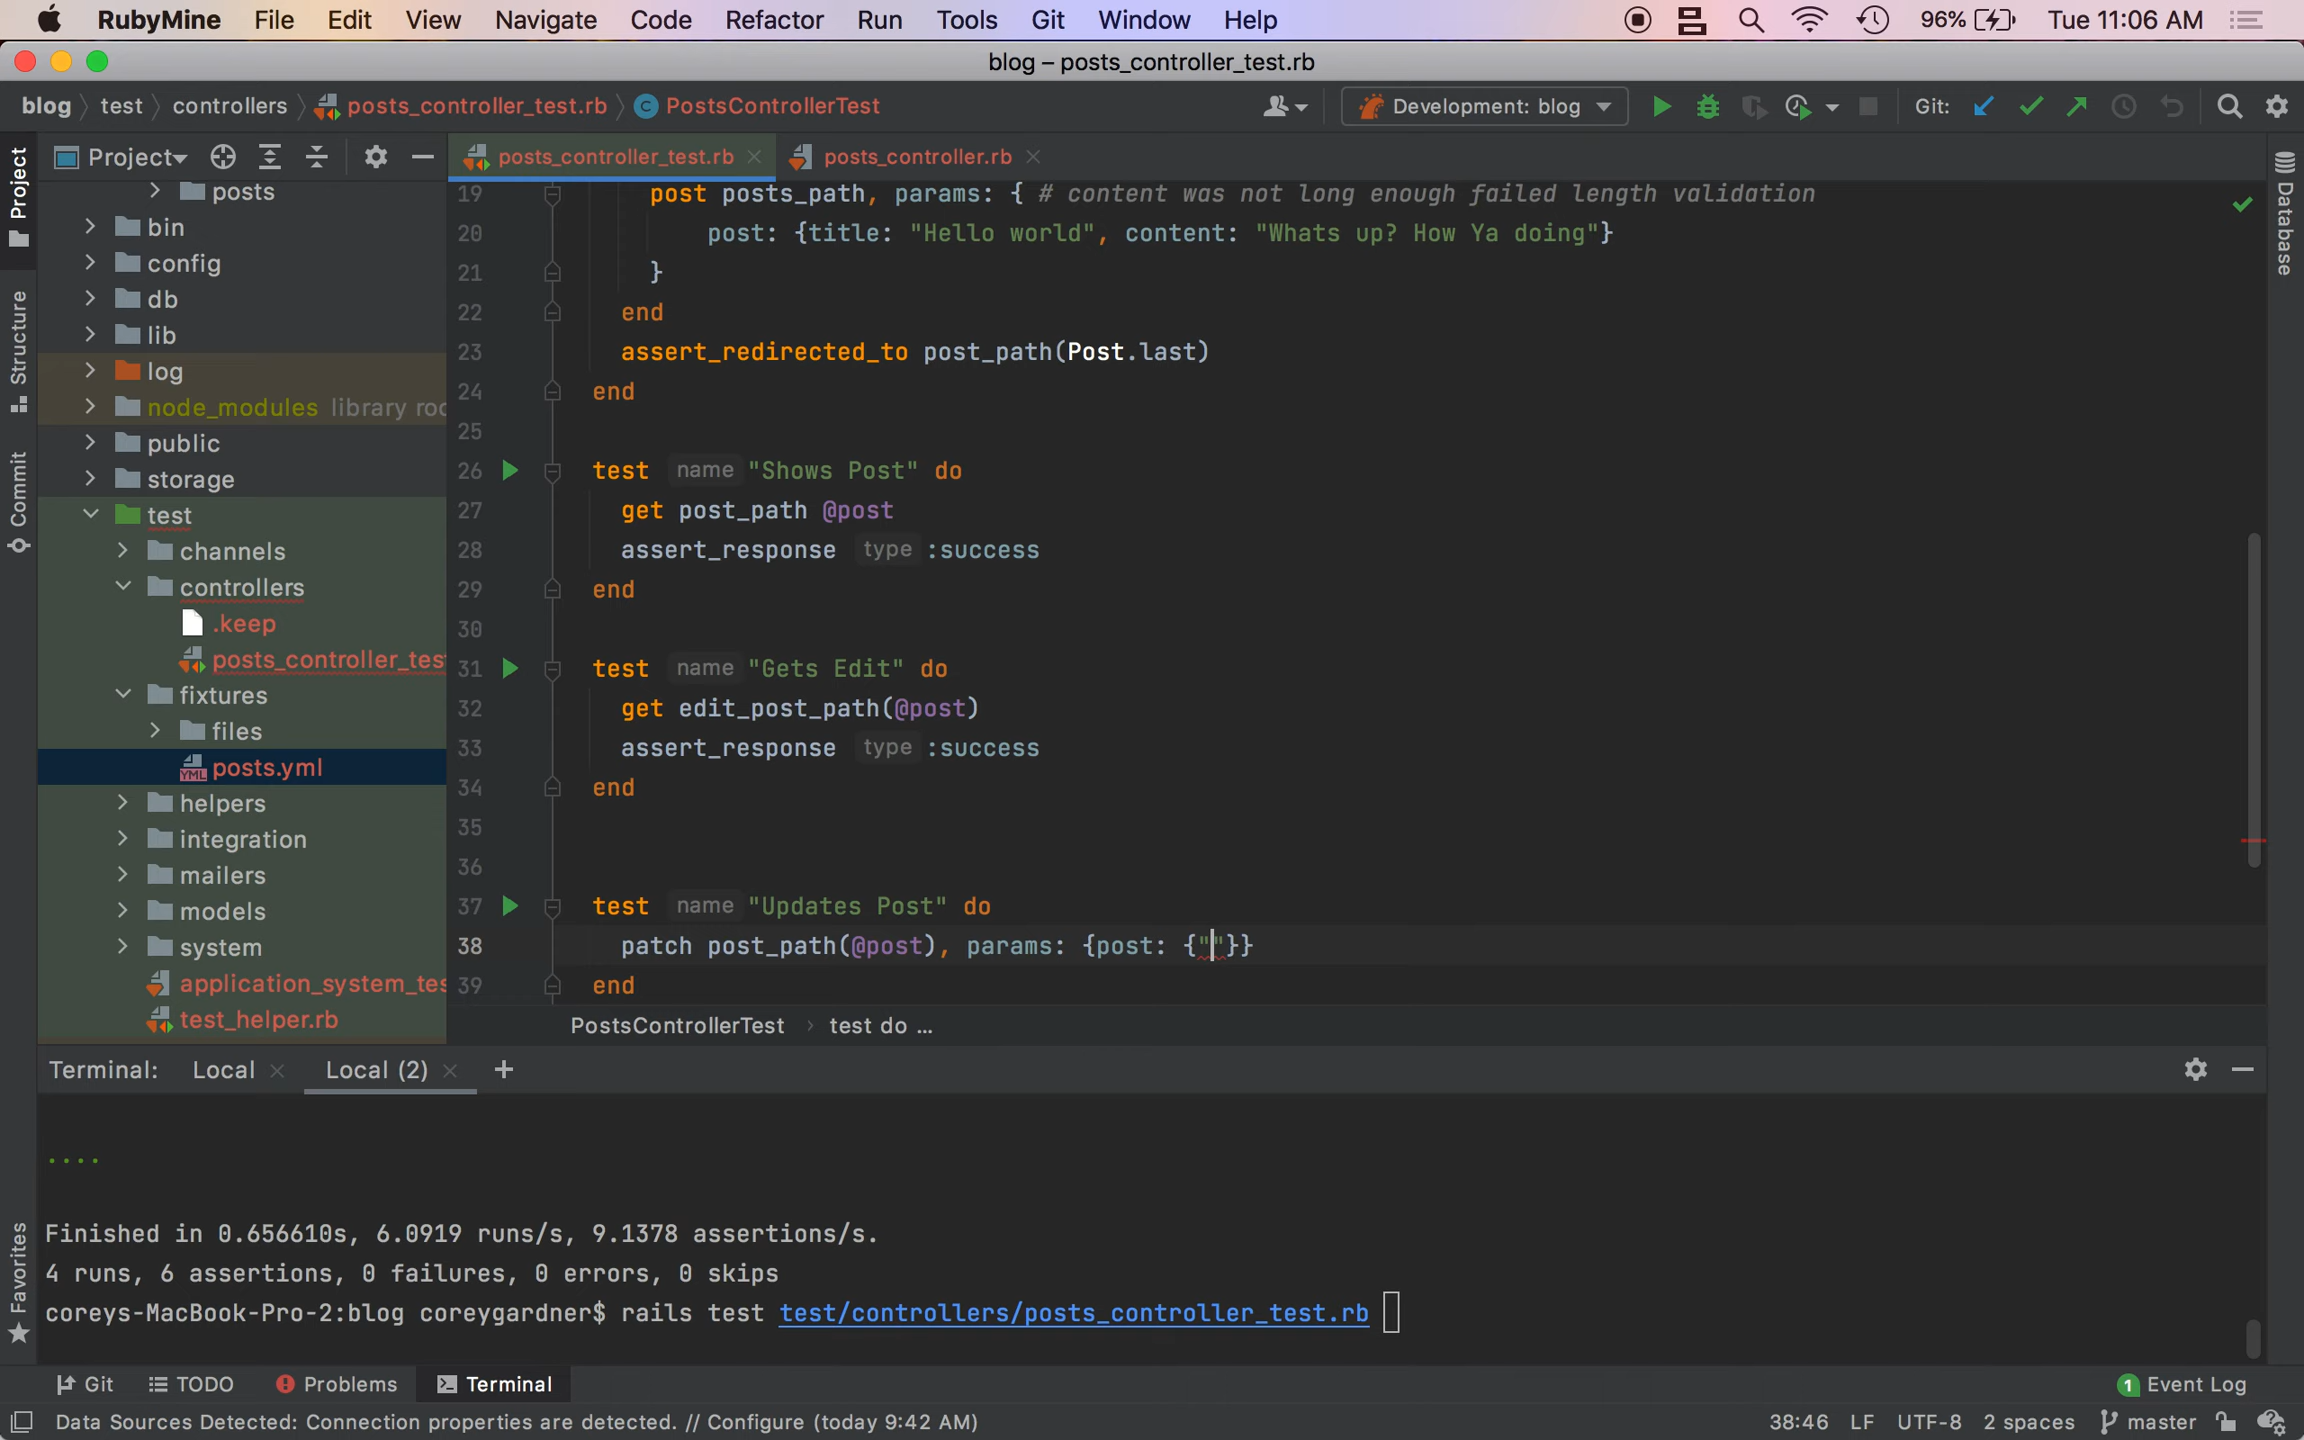 RubyMine File Edit View Navigate Code Refactor Run Tools Git Window Help 96% Tue 11:06 AM
blog – posts_controller_test.rb
blog test controllers posts_controller_test.rb PostsControllerTest Development: blog Git:
Project posts_controller_test.rb posts_controller.rb
Project
Structure
Commit
Favorites
Database
posts
bin
config
db
lib
log
node_modules library roo
public
storage
test
channels
controllers
.keep
posts_controller_test
fixtures
files
posts.yml
helpers
integration
mailers
models
system
application_system_tes
test_helper.rb
19 post posts_path, params: { # content was not long enough failed length validation
20 post: {title: "Hello world", content: "Whats up? How Ya doing"}
21 }
22 end
23 assert_redirected_to post_path(Post.last)
24 end
25
26 test name "Shows Post" do
27 get post_path @post
28 assert_response type :success
29 end
30
31 test name "Gets Edit" do
32 get edit_post_path(@post)
33 assert_response type :success
34 end
35
36
37 test name "Updates Post" do
38 patch post_path(@post), params: {post: {""}}
39 end
PostsControllerTest test do ...
Terminal: Local Local (2)
....
Finished in 0.656610s, 6.0919 runs/s, 9.1378 assertions/s.
4 runs, 6 assertions, 0 failures, 0 errors, 0 skips
coreys-MacBook-Pro-2:blog coreygardner$ rails test test/controllers/posts_controller_test.rb
Git TODO Problems Terminal 1 Event Log
Data Sources Detected: Connection properties are detected. // Configure (today 9:42 AM) 38:46 LF UTF-8 2 spaces master